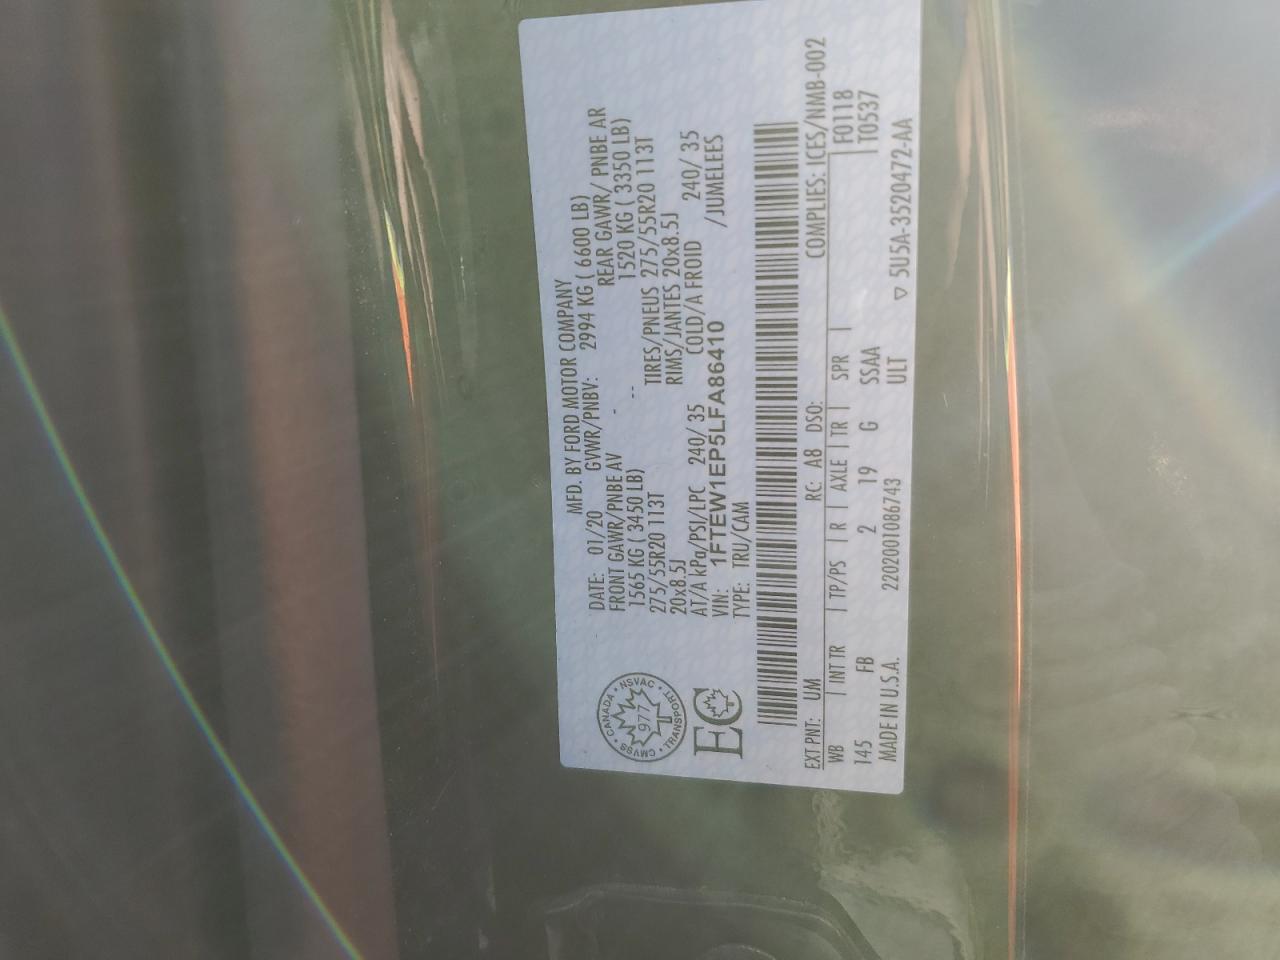 MFD. BY FORD MOTOR COMPANY
DATE: 01/20 GVWR/PNBV: 2994 KG ( 6600 LB)
FRONT GAWR/PNBE AV - REAR GAWR/ PNBE AR
1565 KG ( 3450 LB) -- 1520 KG ( 3350 LB)
275/55R20 113T TIRES/PNEUS 275/55R20 113T
20x8.5J RIMS/JANTES 20x8.5J
AT/A kPa/PSI/LPC 240/ 35 COLD/A FROID 240/ 35
VIN: 1FTEW1EP5LFA86410 /JUMELEES
TYPE: TRU/CAM
CANADA • NSVAC • TRANSPORT • CMVSS •
977
EC
EXT PNT: UM RC: A8 DSO: COMPLIES: ICES/NMB-002
WB | INT TR | TP/PS | R | AXLE | TR | SPR | F0118
145 FB 2 19 G SSAA T0537
MADE IN U.S.A. 2202001086743 ULT ▽ 5U5A-3520472-AA